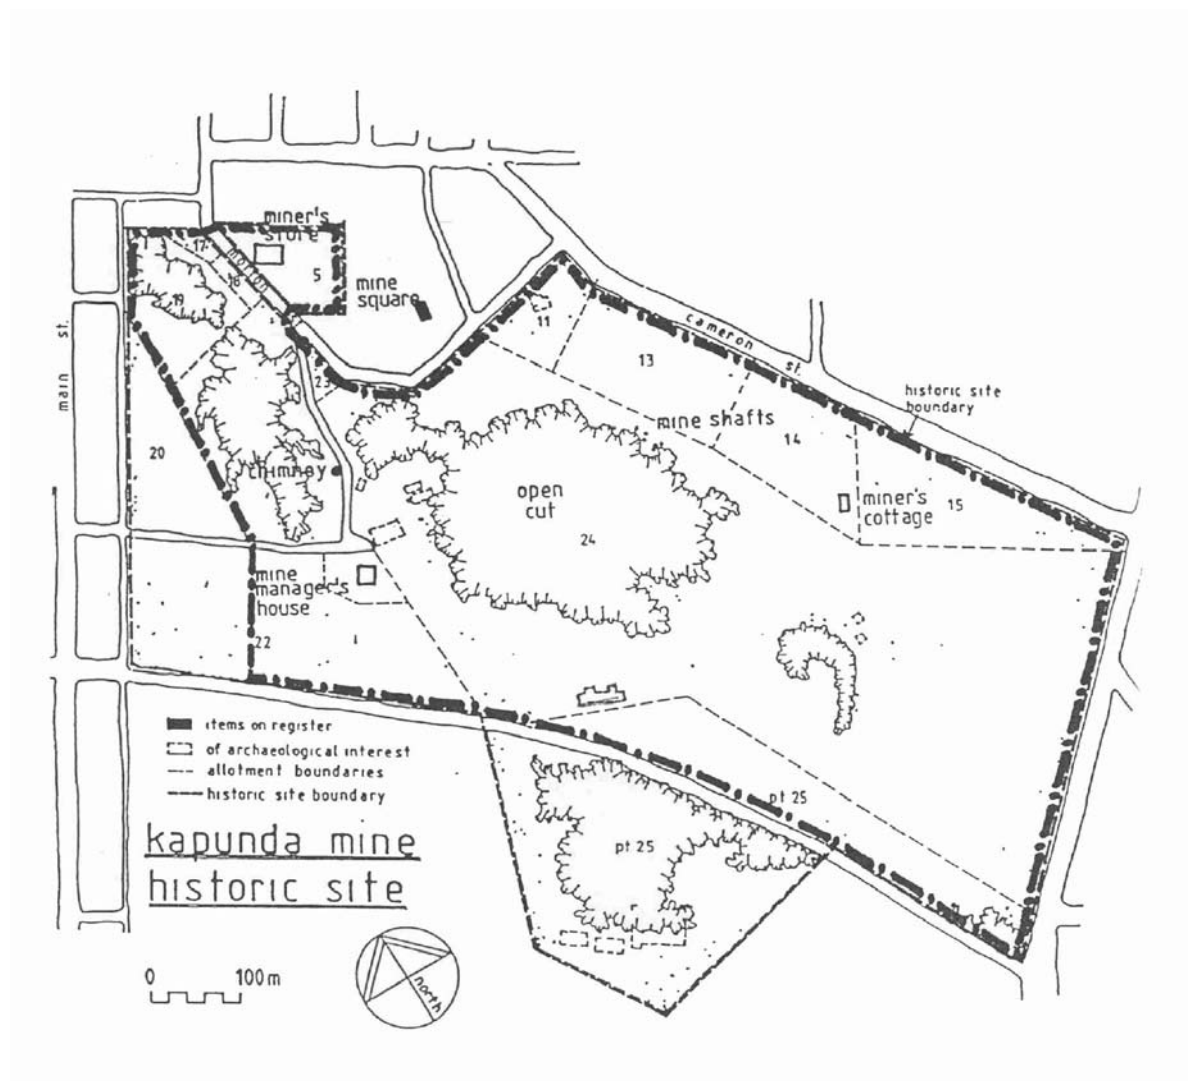 miner's
store
17
16
5
mine
square
19
11
cameron st.
13
main st.
23
historic site
boundary
mine shafts
14
20
chimney
open
cut
miner's
cottage
15
24
mine
manager's
house
22
items on register
of archaeological interest
allotment boundaries
historic site boundary
pt 25
pt 25
kapunda mine
historic site
0 100m
north